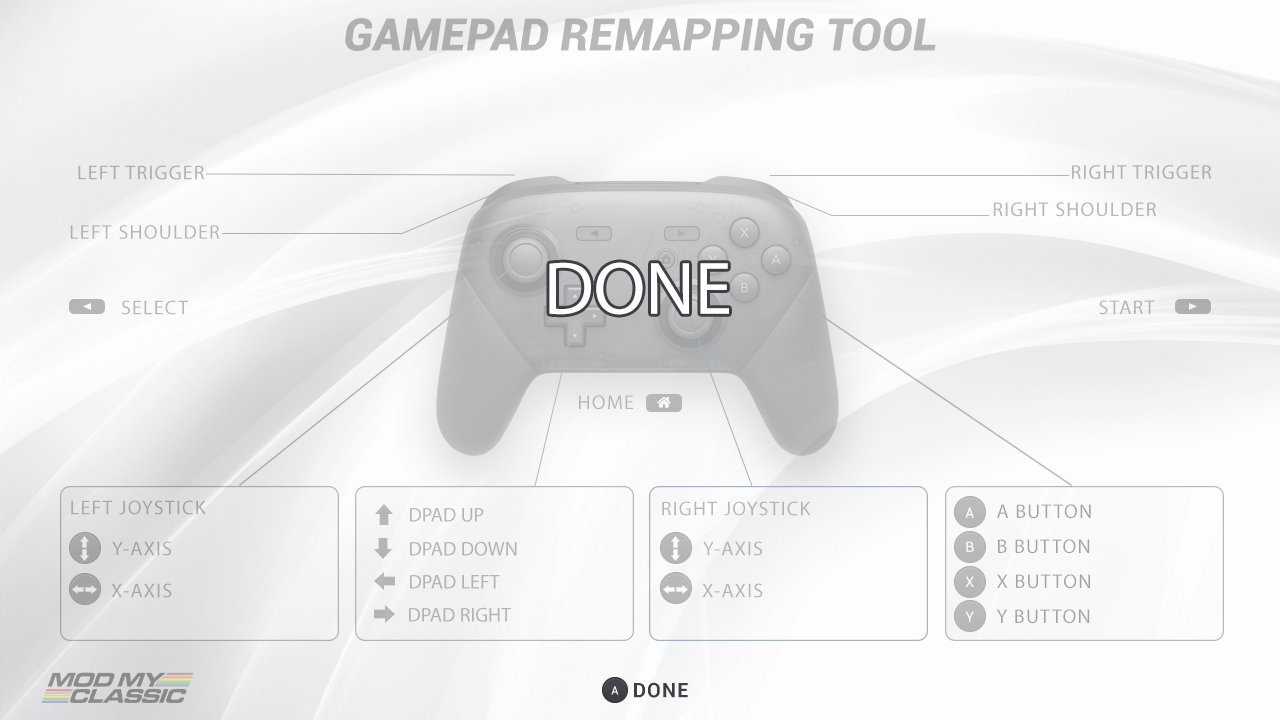 GAMEPAD REMAPPING TOOL
LEFT TRIGGER
RIGHT TRIGGER
RIGHT SHOULDER
LEFT SHOULDER
X
Y
A
B
DONE
SELECT
START
HOME
LEFT JOYSTICK
Y-AXIS
X-AXIS
DPAD UP
DPAD DOWN
DPAD LEFT
DPAD RIGHT
RIGHT JOYSTICK
Y-AXIS
X-AXIS
A A BUTTON
B B BUTTON
X X BUTTON
Y Y BUTTON
MOD MY
CLASSIC
A DONE